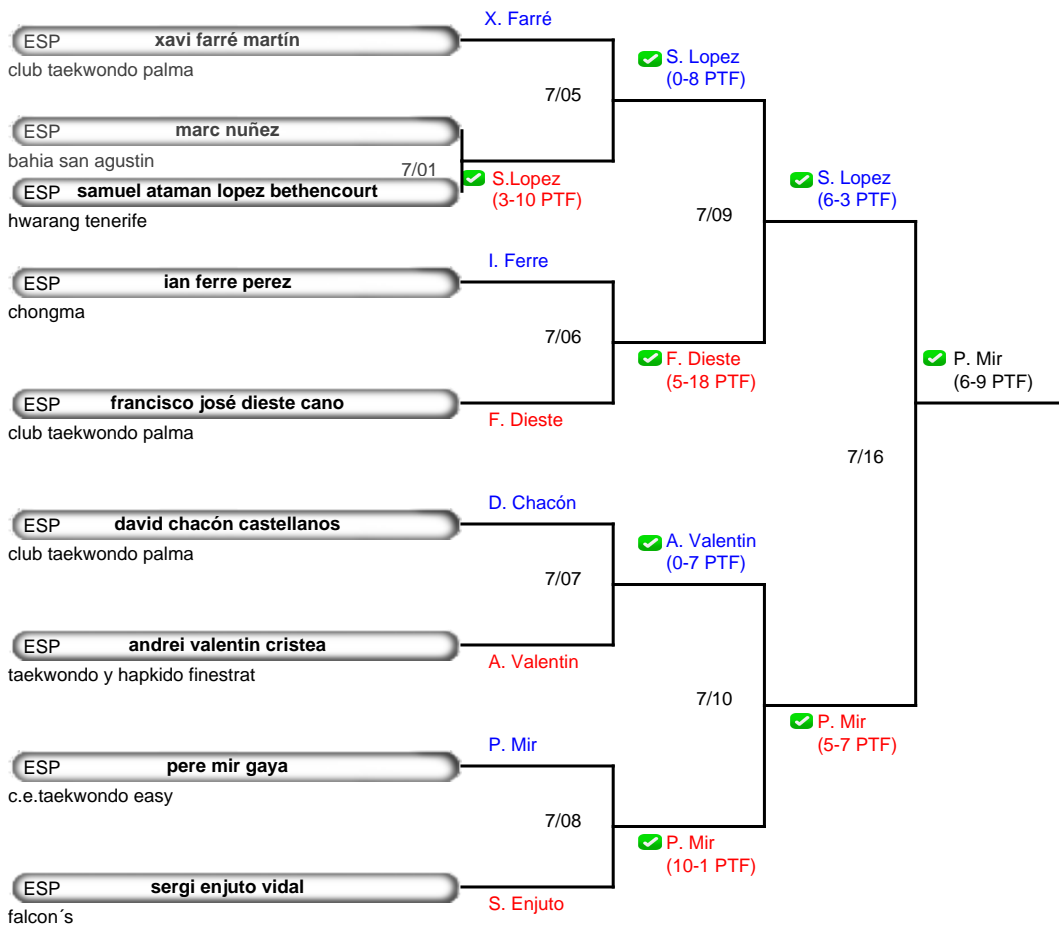 X. Farré
ESP xavi farré martín
club taekwondo palma
S. Lopez
(0-8 PTF)
7/05
ESP marc nuñez
bahia san agustin
7/01
S.Lopez
(3-10 PTF)
ESP samuel ataman lopez bethencourt
hwarang tenerife
S. Lopez
(6-3 PTF)
7/09
I. Ferre
ESP ian ferre perez
chongma
7/06
F. Dieste
(5-18 PTF)
ESP francisco josé dieste cano
club taekwondo palma
F. Dieste
P. Mir
(6-9 PTF)
7/16
D. Chacón
ESP david chacón castellanos
club taekwondo palma
A. Valentin
(0-7 PTF)
7/07
ESP andrei valentin cristea
taekwondo y hapkido finestrat
A. Valentin
7/10
P. Mir
(5-7 PTF)
P. Mir
ESP pere mir gaya
c.e.taekwondo easy
7/08
P. Mir
(10-1 PTF)
ESP sergi enjuto vidal
falcon´s
S. Enjuto